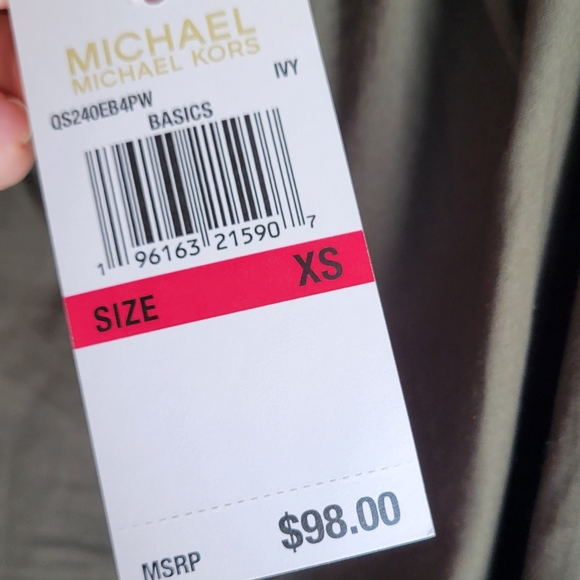 MICHAEL
MICHAEL KORS
QS240EB4PW IVY
BASICS
1 96163 21590 7
SIZE XS
MSRP $98.00